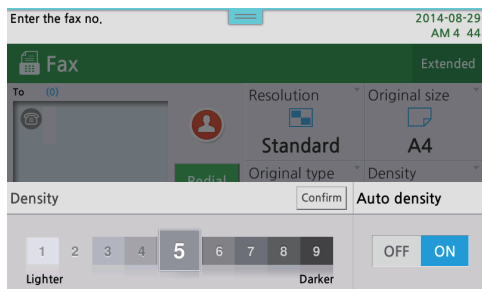 Enter the fax no.
2014-08-29
AM 4 44
Fax
Extended
To (0)
Resolution
Standard
Original size
A4
Redial
Original type
Density
Density
Confirm
Auto density
1 2 3 4 5 6 7 8 9
Lighter
Darker
OFF ON